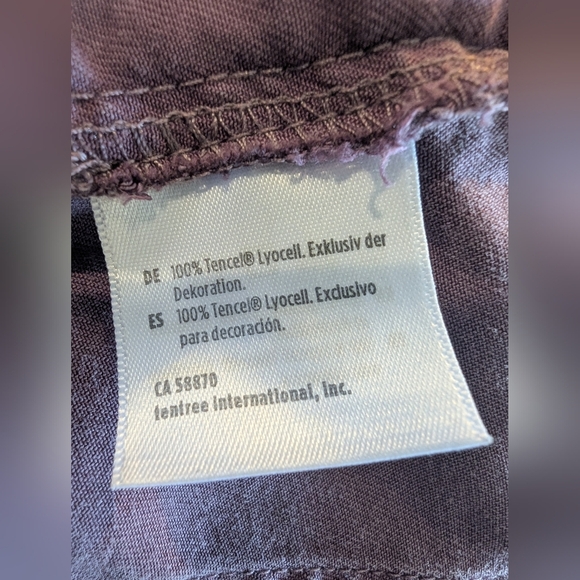 DE 100% Tencel® Lyocell. Exklusiv der
Dekoration.
ES 100% Tencel® Lyocell. Exclusivo
para decoración.
CA 58870
tentree International, Inc.